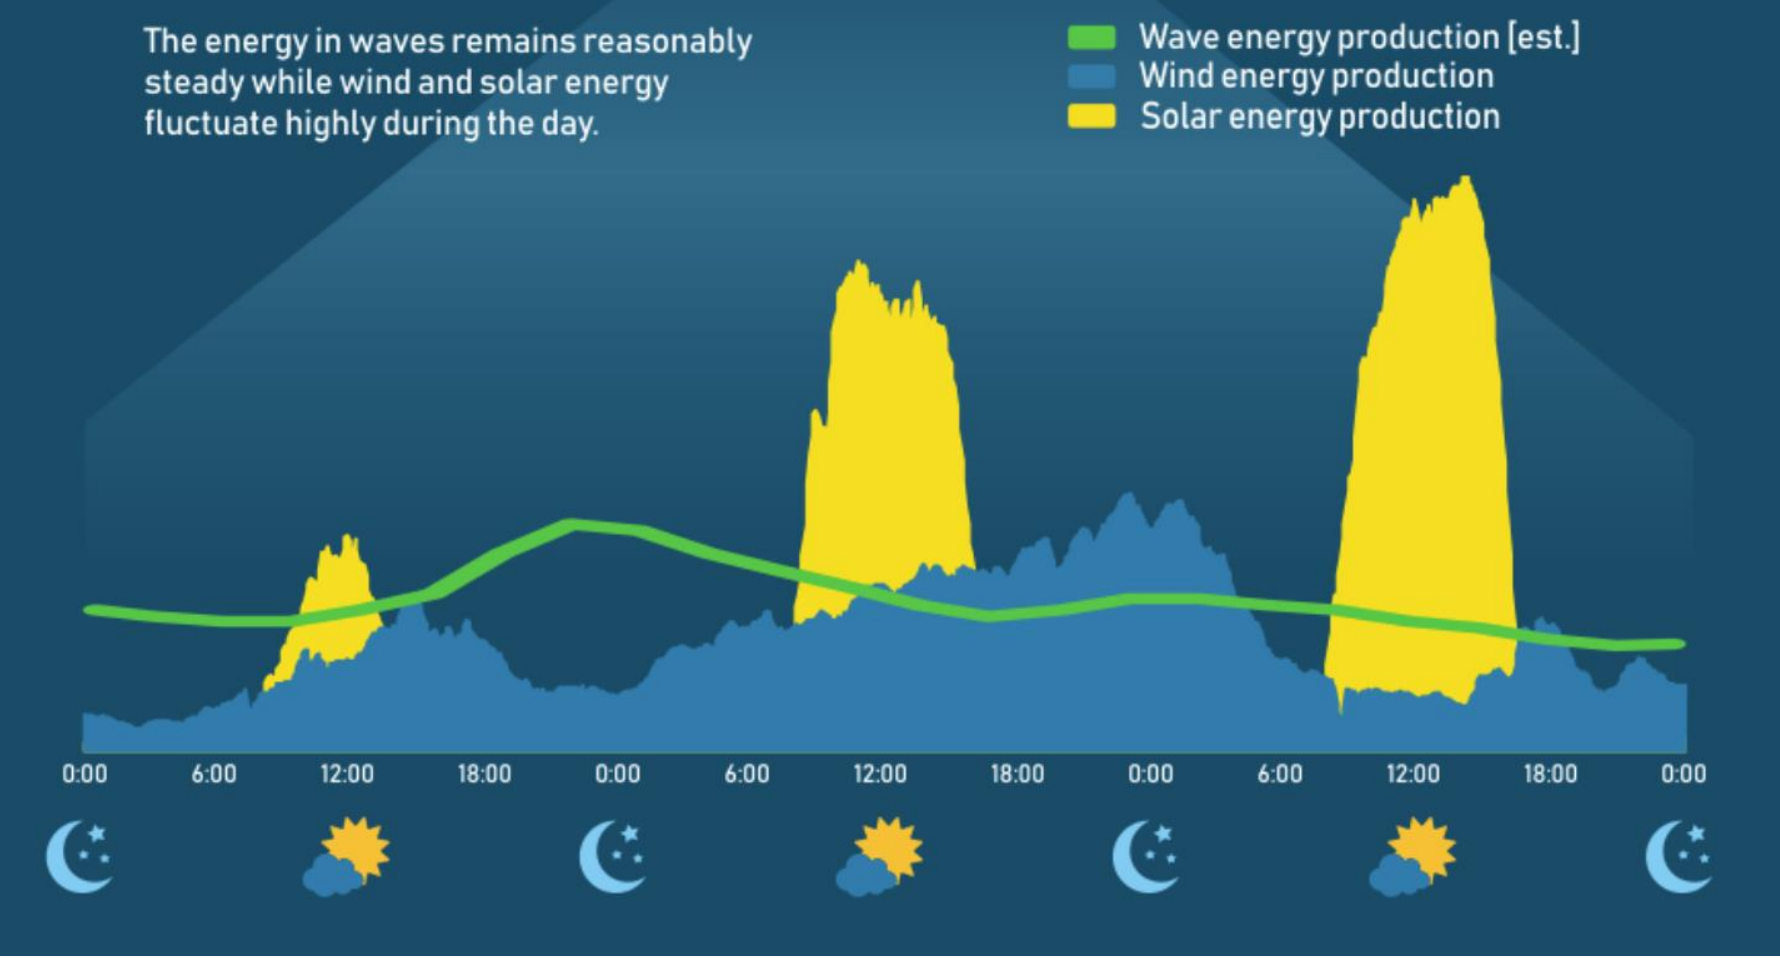 The energy in waves remains reasonably
steady while wind and solar energy
fluctuate highly during the day.
Wave energy production [est.]
Wind energy production
Solar energy production
0:00 6:00 12:00 18:00 0:00 6:00 12:00 18:00 0:00 6:00 12:00 18:00 0:00